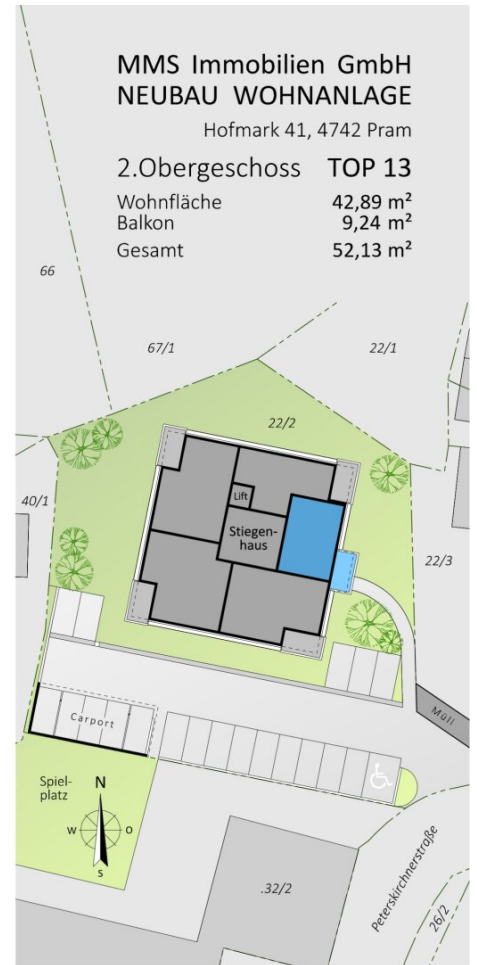 MMS Immobilien GmbH
NEUBAU WOHNANLAGE
Hofmark 41, 4742 Pram
2.Obergeschoss TOP 13
Wohnfläche 42,89 m²
Balkon 9,24 m²
Gesamt 52,13 m²
66
67/1
22/1
22/2
40/1
Lift
Stiegen-
haus
22/3
Müll
Carport
Spiel-
platz
N
W
O
S
.32/2
Peterskirchnerstraße
26/2